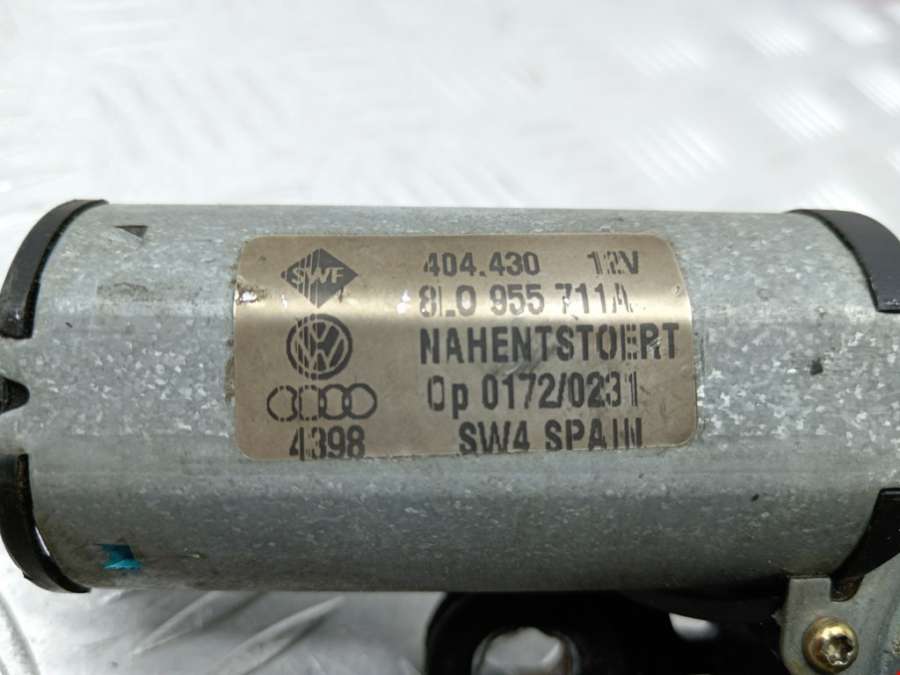 SWF 404.430 12V
8L0 955 711A
NAHENTSTOERT
Op 0172/0231
4398 SW4 SPAIN